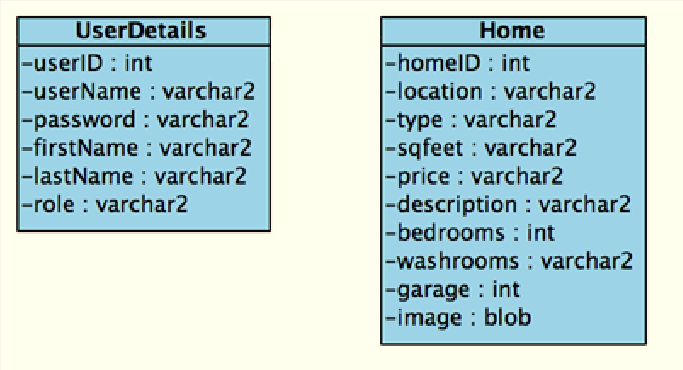 UserDetails
-userID : int
-userName : varchar2
-password : varchar2
-firstName : varchar2
-lastName : varchar2
-role : varchar2
Home
-homeID : int
-location : varchar2
-type : varchar2
-sqfeet : varchar2
-price : varchar2
-description : varchar2
-bedrooms : int
-washrooms : varchar2
-garage : int
-image : blob